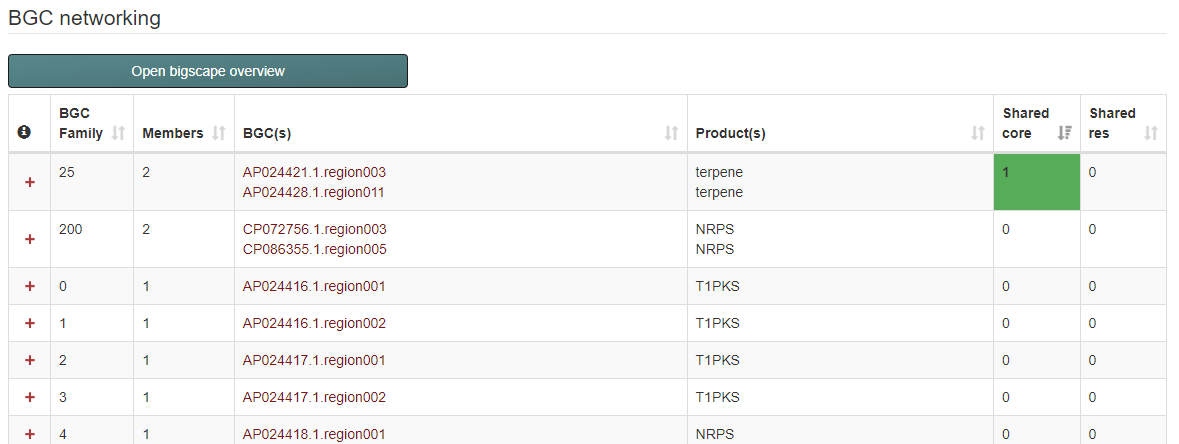 BGC networking
Open bigscape overview
BGC Family Members BGC(s) Product(s) Shared core Shared res
25 2 AP024421.1.region003 terpene 1 0
AP024428.1.region011 terpene
200 2 CP072756.1.region003 NRPS 0 0
CP086355.1.region005 NRPS
0 1 AP024416.1.region001 T1PKS 0 0
1 1 AP024416.1.region002 T1PKS 0 0
2 1 AP024417.1.region001 T1PKS 0 0
3 1 AP024417.1.region002 T1PKS 0 0
4 1 AP024418.1.region001 NRPS 0 0